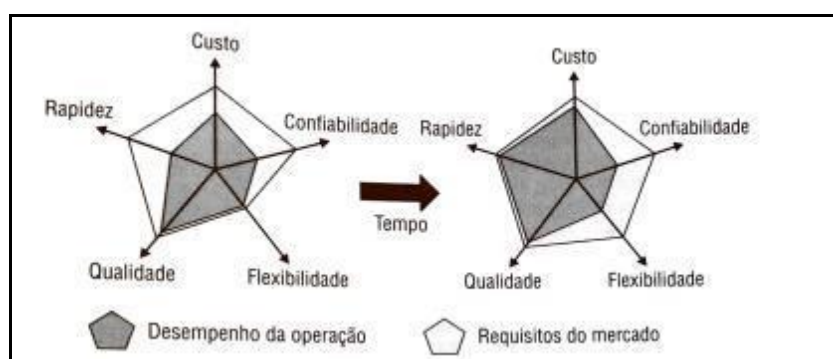 Custo
Rapidez
Confiabilidade
Qualidade
Flexibilidade
Tempo
Custo
Rapidez
Confiabilidade
Qualidade
Flexibilidade
Desempenho da operação
Requisitos do mercado